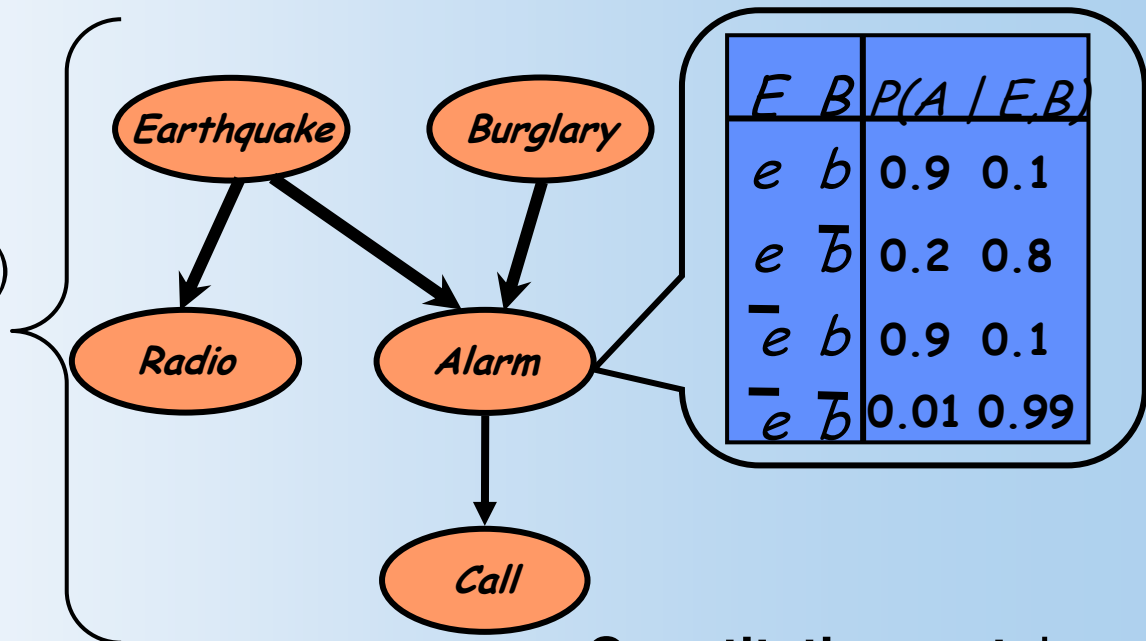 Earthquake
Burglary
Radio
Alarm
Call
E B P(A | E,B)
e b 0.9 0.1
e b̅ 0.2 0.8
e̅ b 0.9 0.1
e̅ b̅ 0.01 0.99